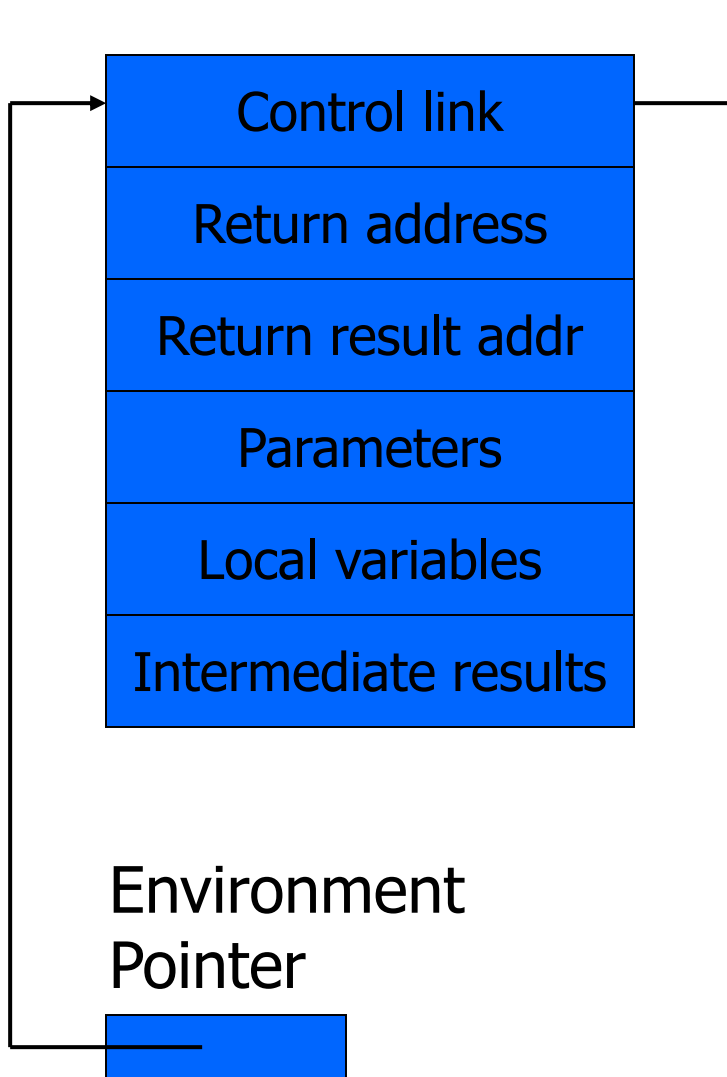 Control link
Return address
Return result addr
Parameters
Local variables
Intermediate results
Environment
Pointer